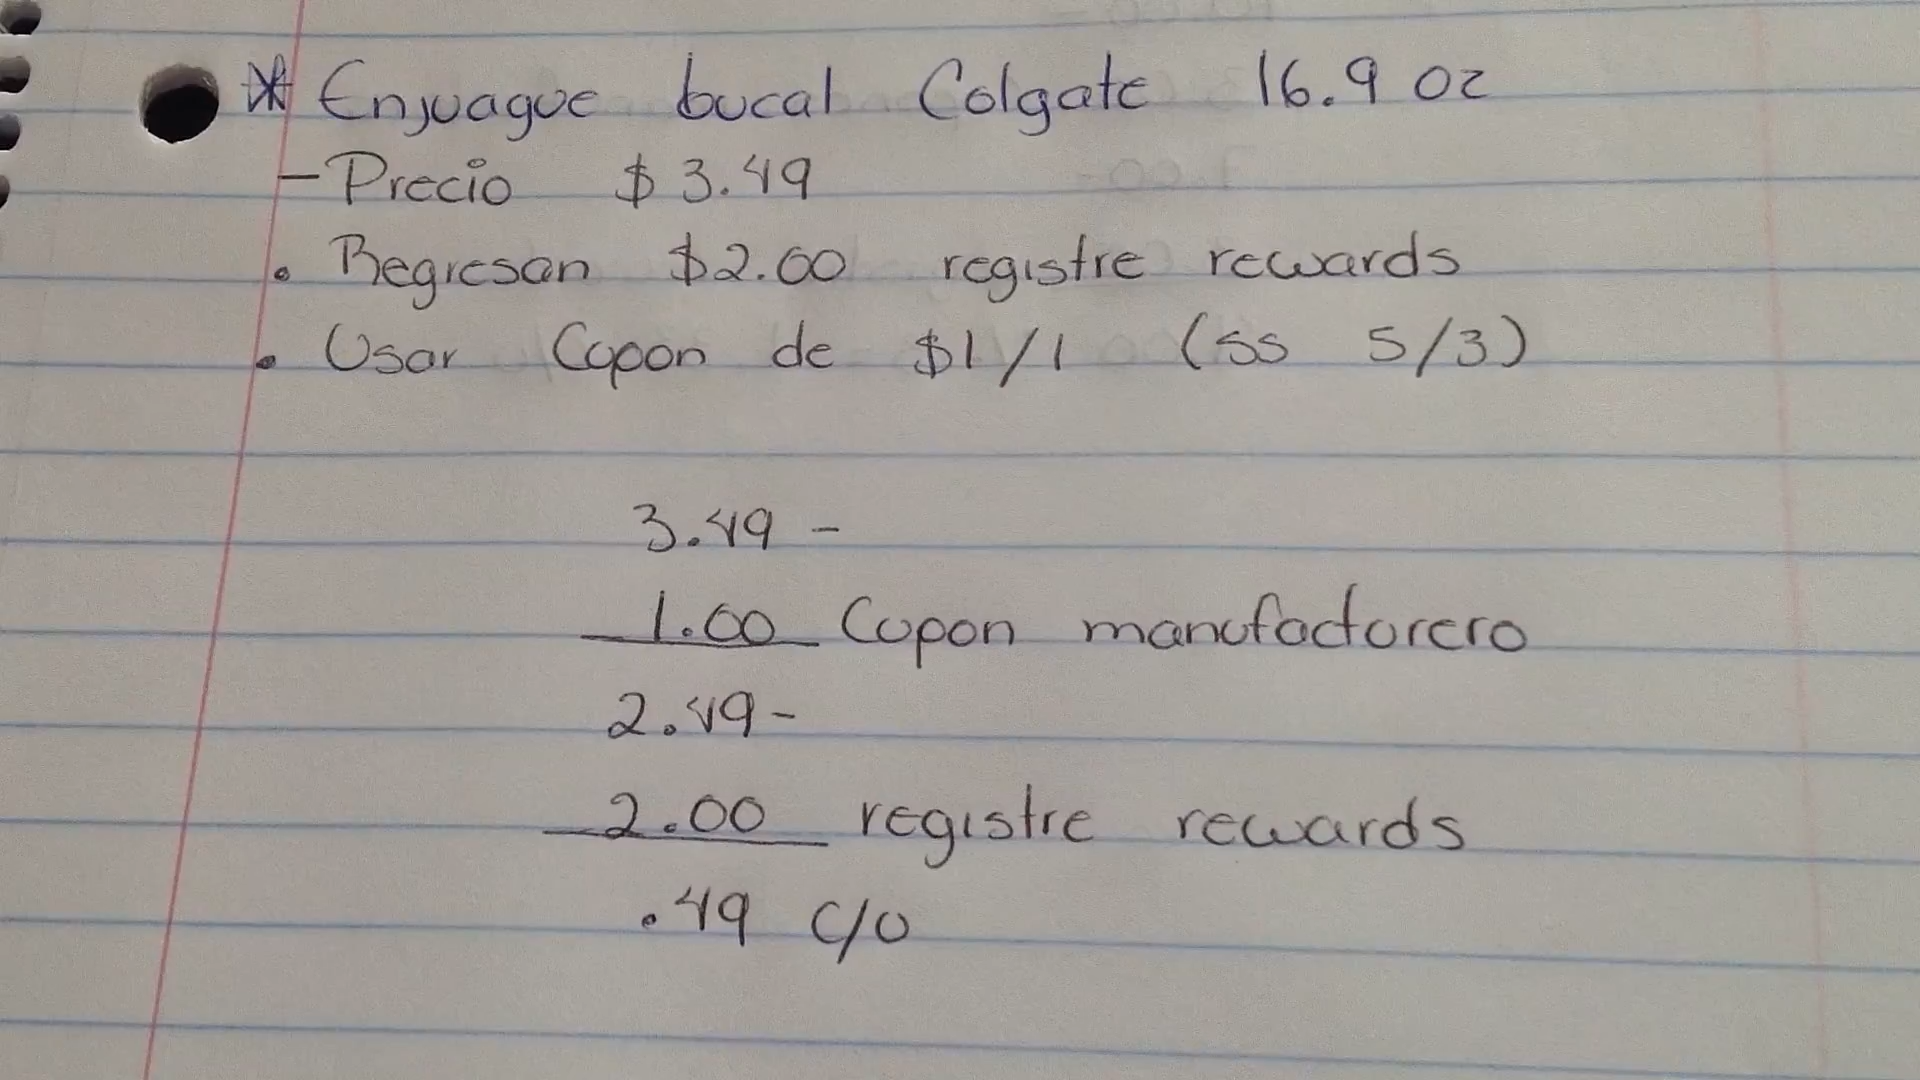 * Enjuague bucal Colgate 16.9 oz
- Precio $3.49
• Regresan $2.00 registre rewards
• Usar Cupon de $1/1 (SS 5/3)
3.49 -
1.00 Cupon manufacturero
2.49 -
2.00 registre rewards
.49 c/u